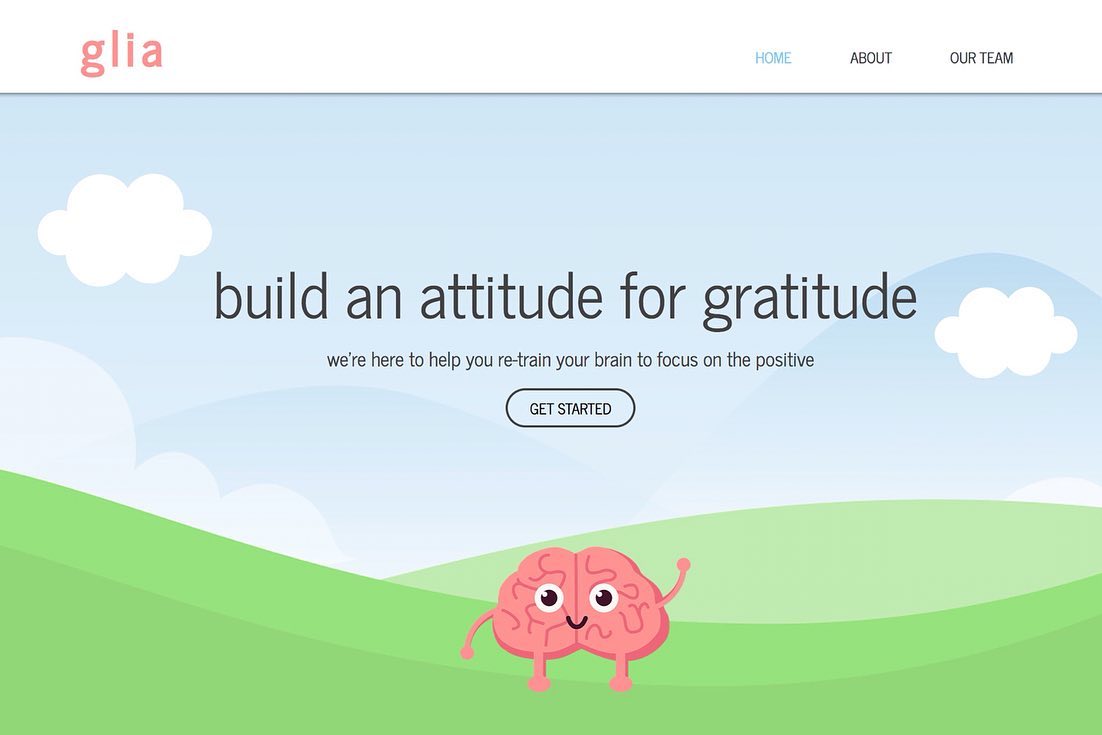 glia
HOME ABOUT OUR TEAM
build an attitude for gratitude
we're here to help you re-train your brain to focus on the positive
GET STARTED